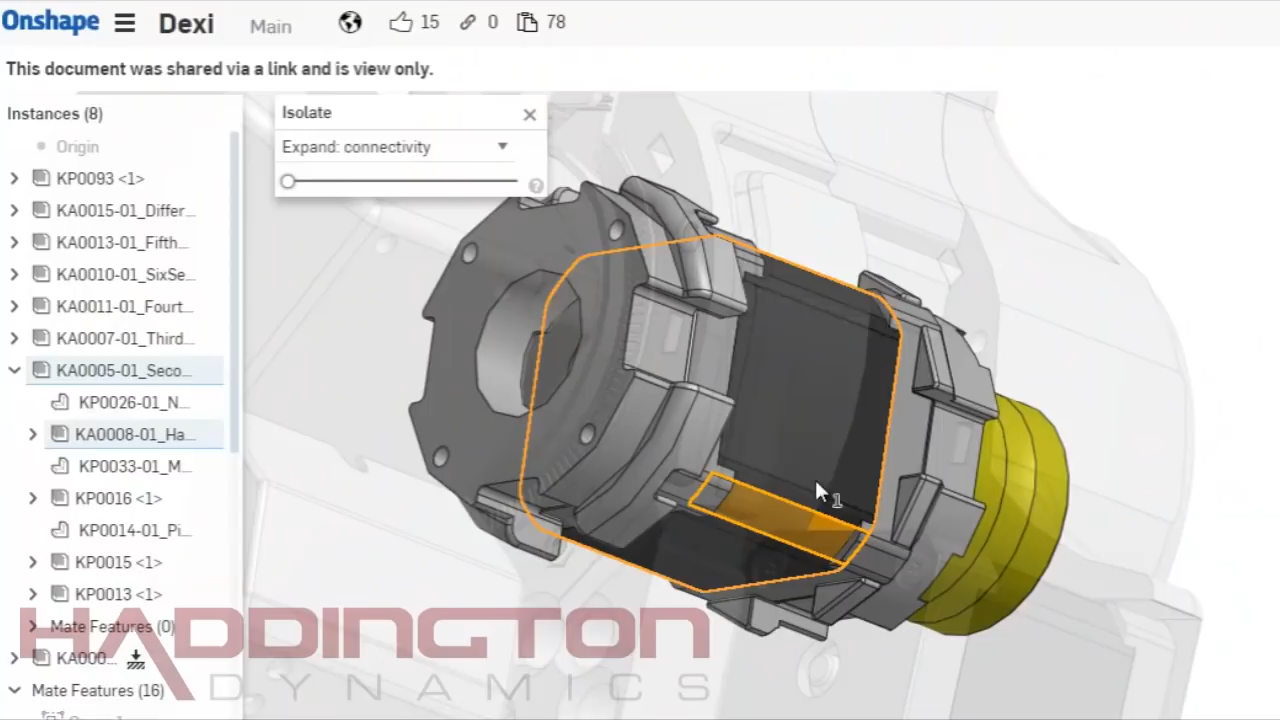 Onshape Dexi Main 15 0 78
This document was shared via a link and is view only.
Instances (8)
Isolate
Expand: connectivity
Origin
KP0093 <1>
KA0015-01_Differ...
KA0013-01_Fifth...
KA0010-01_SixSe...
KA0011-01_Fourt...
KA0007-01_Third...
KA0005-01_Seco...
KP0026-01_N...
KA0008-01_Ha...
KP0033-01_M...
KP0016 <1>
KP0014-01_Pi...
KP0015 <1>
KP0013 <1>
Mate Features (0)
KA000...
Mate Features (16)
1
HADDINGTON
DYNAMICS